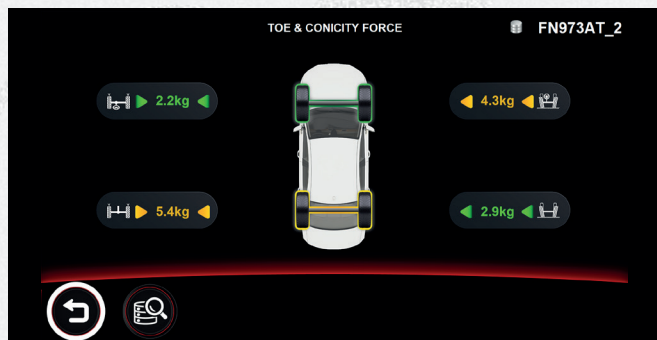 TOE & CONICITY FORCE
FN973AT_2
2.2kg
4.3kg
5.4kg
2.9kg